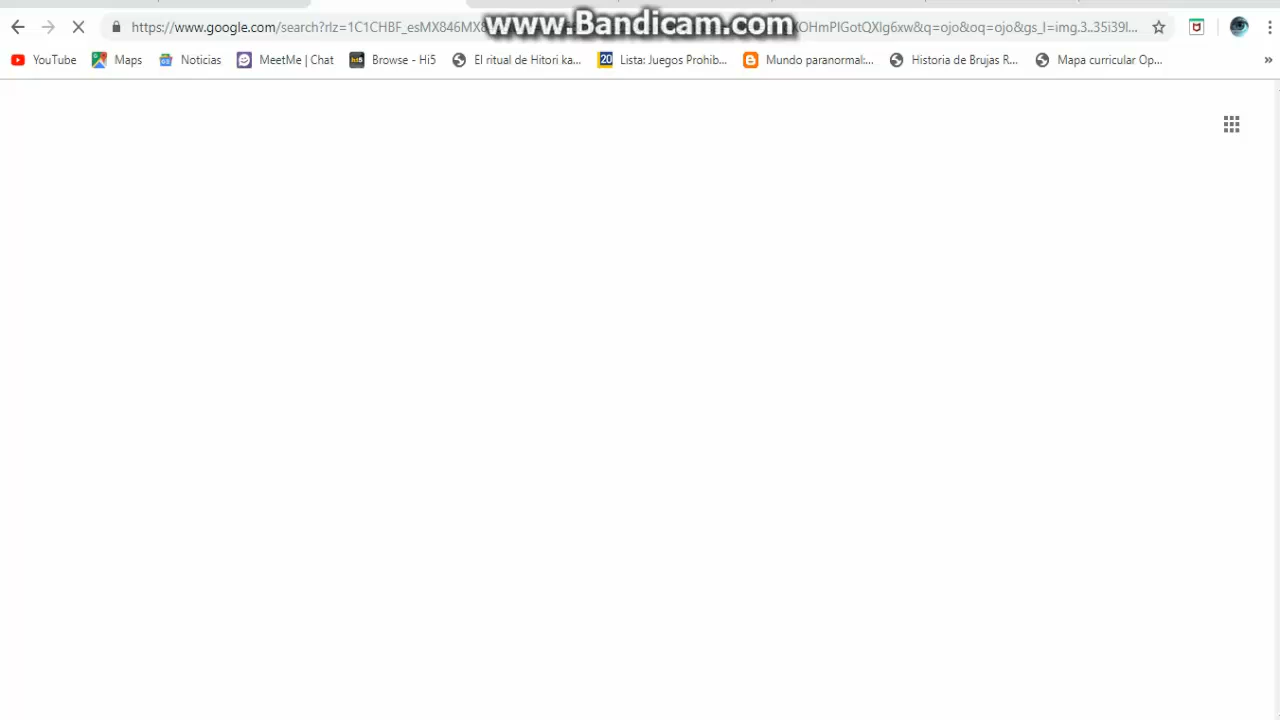 www.Bandicam.com
https://www.google.com/search?rlz=1C1CHBF_esMX846MX8 OHmPIGotQXlg6xw&q=ojo&oq=ojo&gs_l=img.3..35i39l...
YouTube Maps Noticias MeetMe | Chat Browse - Hi5 El ritual de Hitori ka... 20 Lista: Juegos Prohib... Mundo paranormal:... Historia de Brujas R... Mapa curricular Op... »